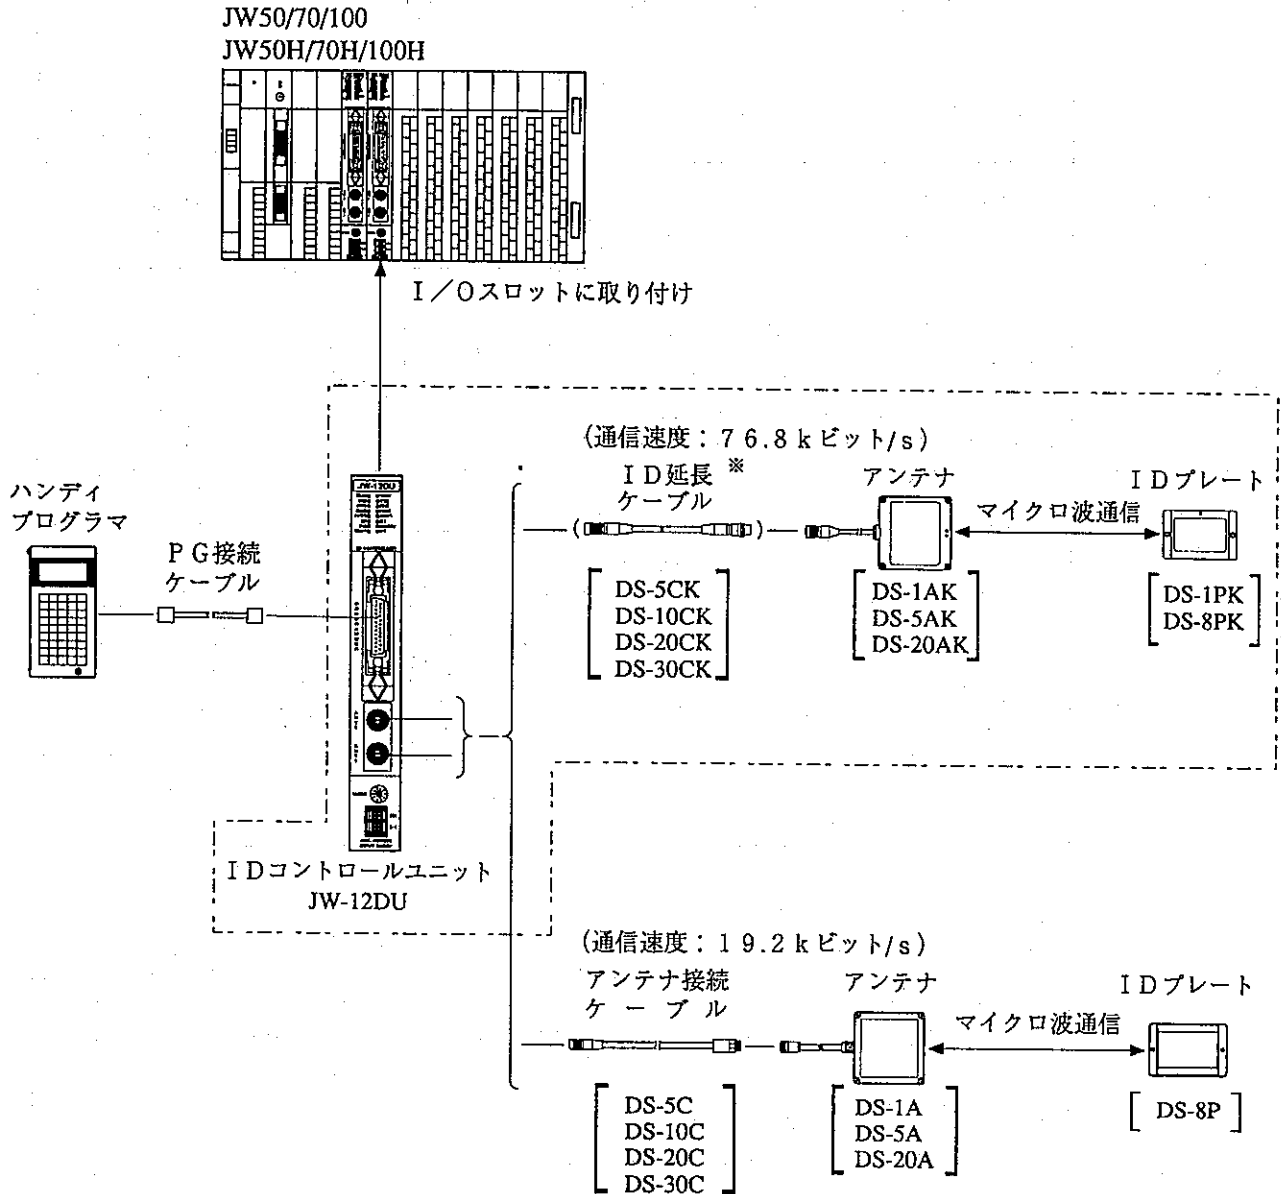 JW50/70/100
JW50H/70H/100H
I/Oスロットに取り付け
(通信速度:76.8kビット/s)
ID延長※
ケーブル
アンテナ
IDプレート
マイクロ波通信
ハンディ
プログラマ
PG接続
ケーブル
JW-12DU
DS-5CK
DS-10CK
DS-20CK
DS-30CK
DS-1AK
DS-5AK
DS-20AK
DS-1PK
DS-8PK
IDコントロールユニット
JW-12DU
(通信速度:19.2kビット/s)
アンテナ接続
ケーブル
アンテナ
IDプレート
マイクロ波通信
DS-5C
DS-10C
DS-20C
DS-30C
DS-1A
DS-5A
DS-20A
DS-8P